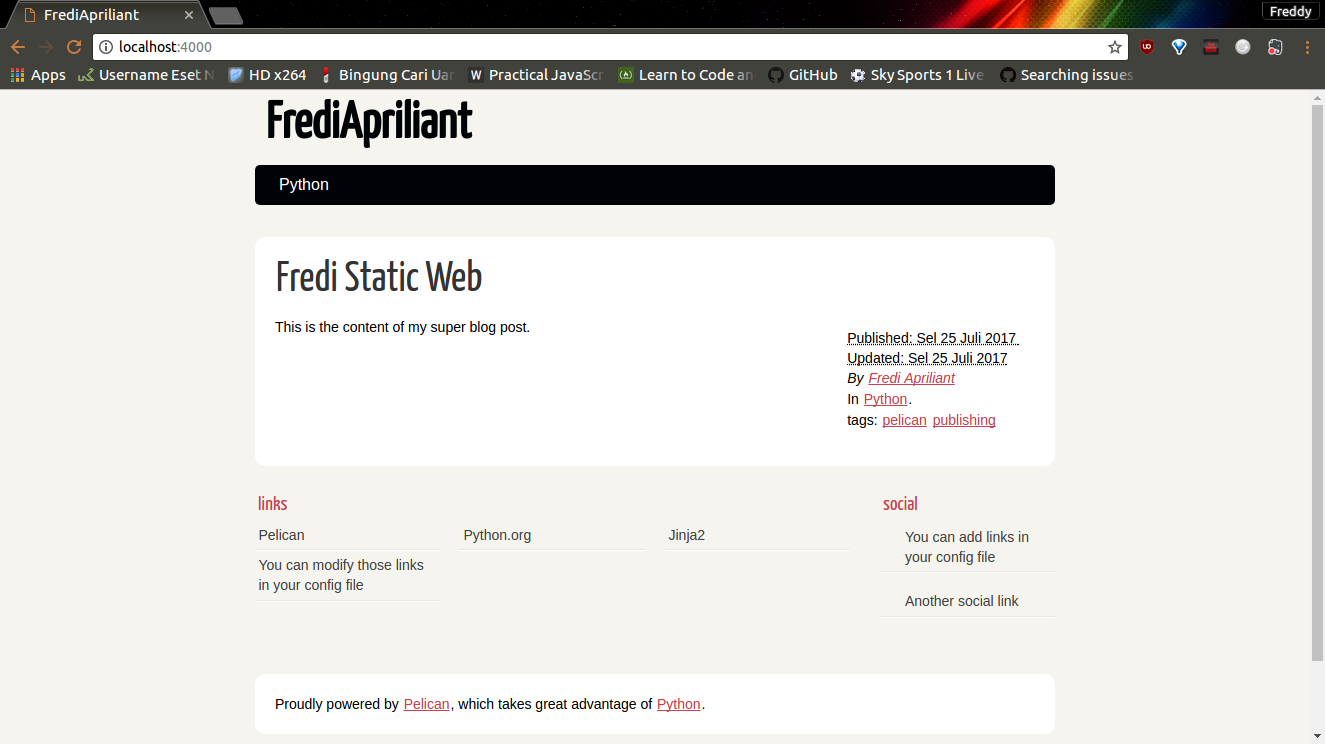 FrediApriliant
Freddy
localhost:4000
Apps Username Eset N HD x264 Bingung Cari Uan Practical JavaScr Learn to Code an GitHub Sky Sports 1 Live Searching issues
FrediApriliant
Python
Fredi Static Web
This is the content of my super blog post.
Published: Sel 25 Juli 2017
Updated: Sel 25 Juli 2017
By Fredi Apriliant
In Python.
tags: pelican publishing
links
Pelican
Python.org
Jinja2
You can modify those links
in your config file
social
You can add links in
your config file
Another social link
Proudly powered by Pelican, which takes great advantage of Python.